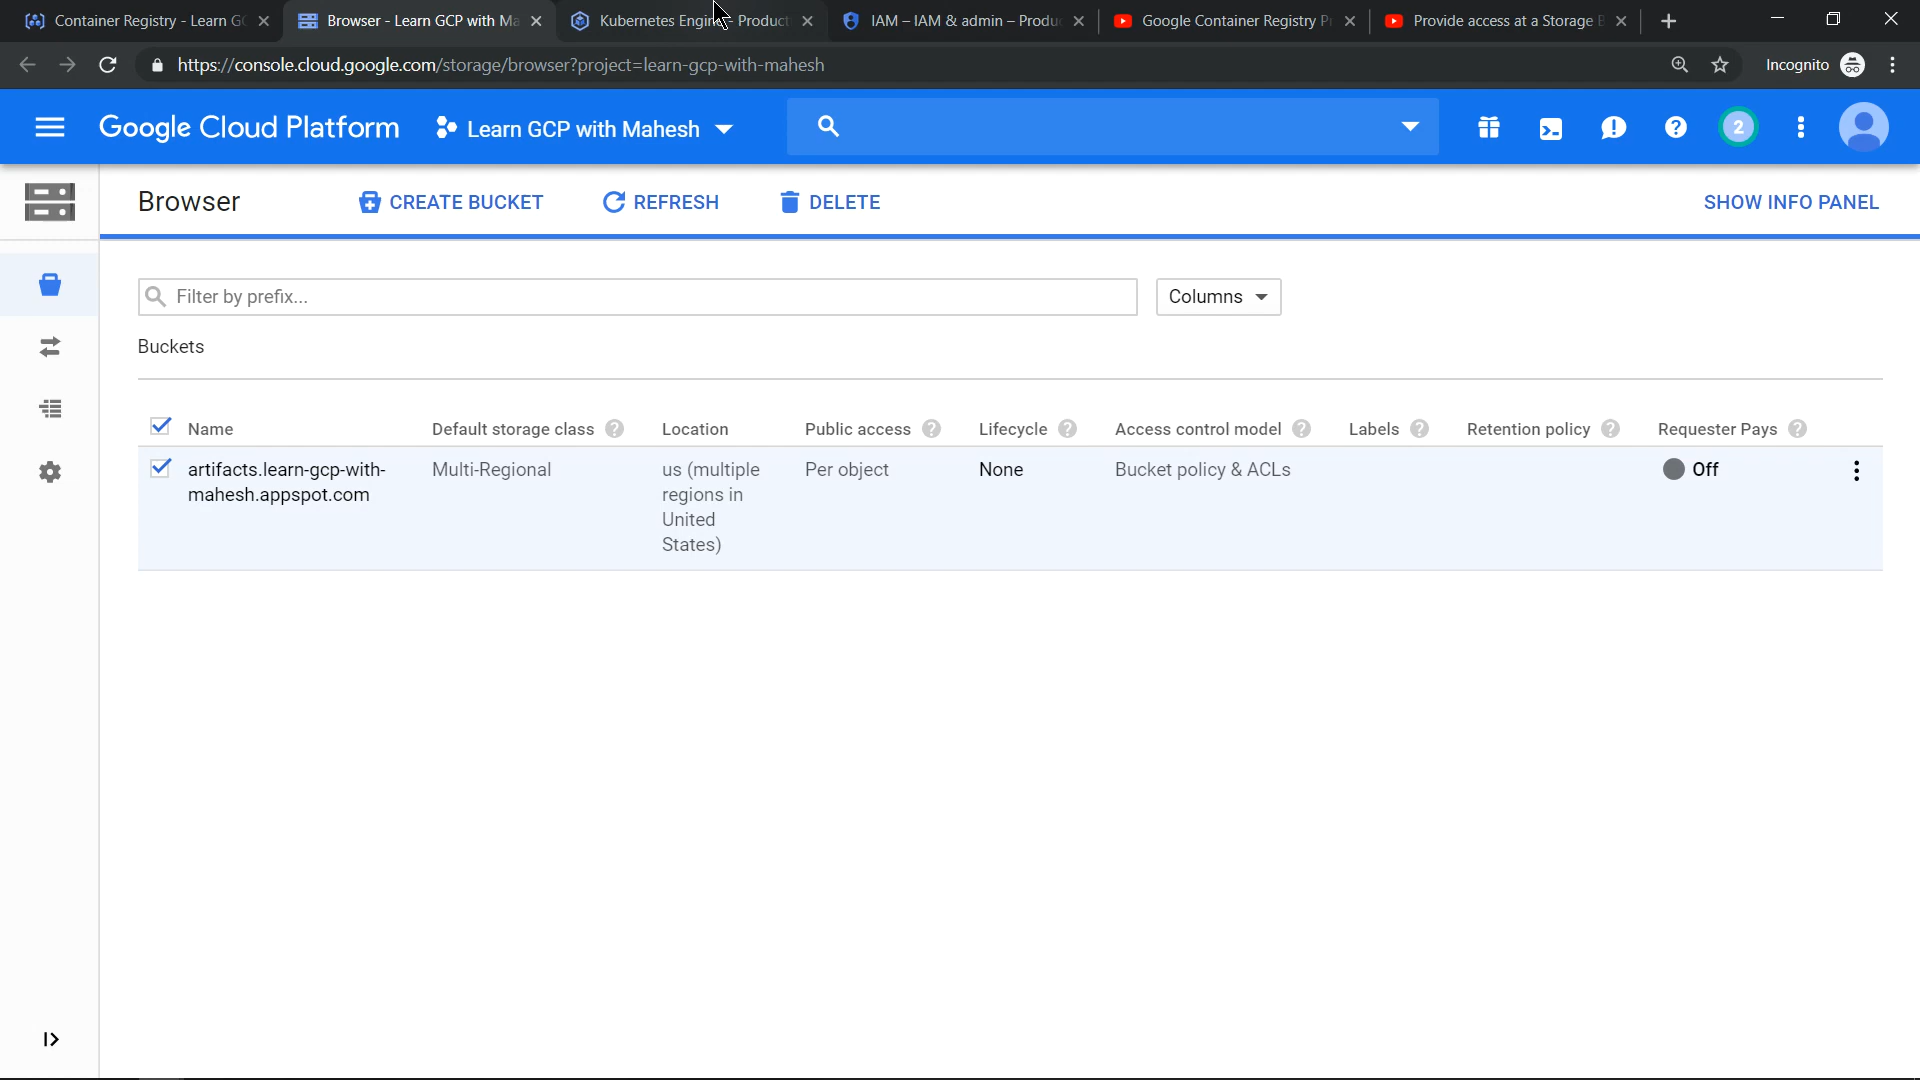 Container Registry - Learn GC
Browser - Learn GCP with Ma
Kubernetes Engine - Product
IAM – IAM & admin – Produc
Google Container Registry Pr
Provide access at a Storage B
https://console.cloud.google.com/storage/browser?project=learn-gcp-with-mahesh
Incognito
Google Cloud Platform
Learn GCP with Mahesh
2
Browser
CREATE BUCKET
REFRESH
DELETE
SHOW INFO PANEL
Filter by prefix...
Columns
Buckets
Name Default storage class Location Public access Lifecycle Access control model Labels Retention policy Requester Pays
artifacts.learn-gcp-with- Multi-Regional us (multiple Per object None Bucket policy & ACLs Off
mahesh.appspot.com regions in
United
States)